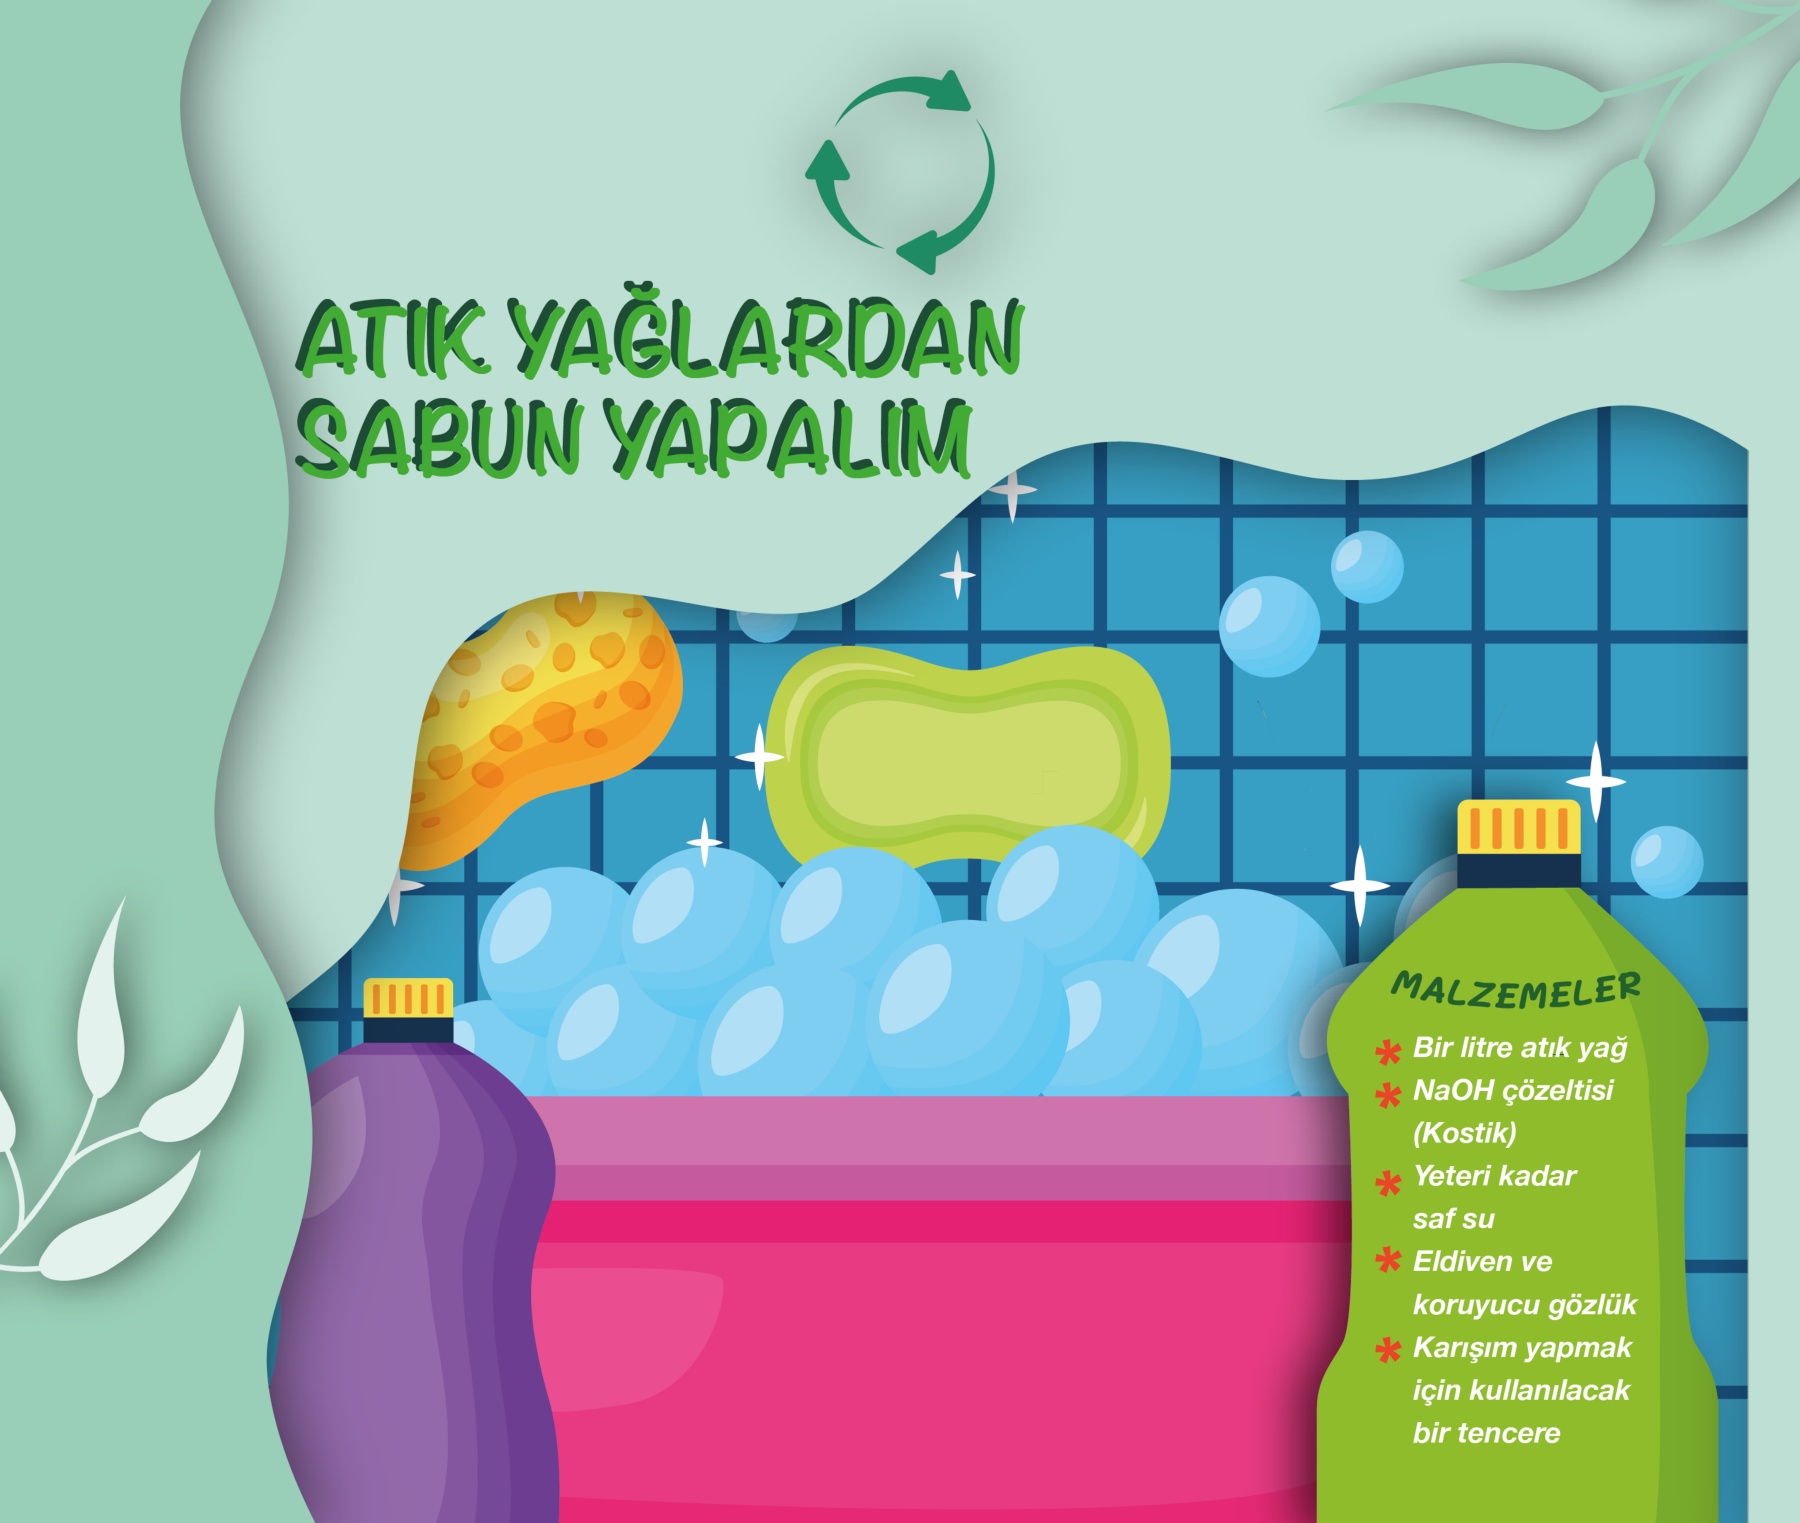 ATIK YAĞLARDAN
SABUN YAPALIM
MALZEMELER
* Bir litre atık yağ
* NaOH çözeltisi
(Kostik)
* Yeteri kadar
saf su
* Eldiven ve
koruyucu gözlük
* Karışım yapmak
için kullanılacak
bir tencere